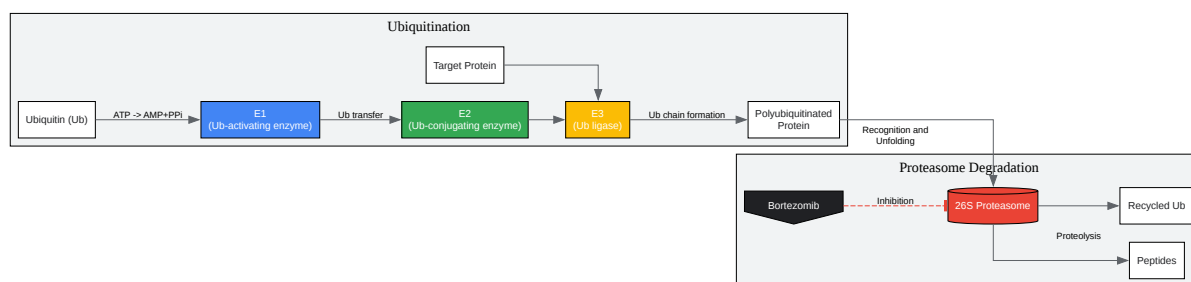 Ubiquitination
Target Protein
Ubiquitin (Ub)
ATP -> AMP+PPi
E1
(Ub-activating enzyme)
Ub transfer
E2
(Ub-conjugating enzyme)
E3
(Ub ligase)
Ub chain formation
Polyubiquitinated
Protein
Recognition and
Unfolding
Proteasome Degradation
Bortezomib
Inhibition
26S Proteasome
Recycled Ub
Proteolysis
Peptides